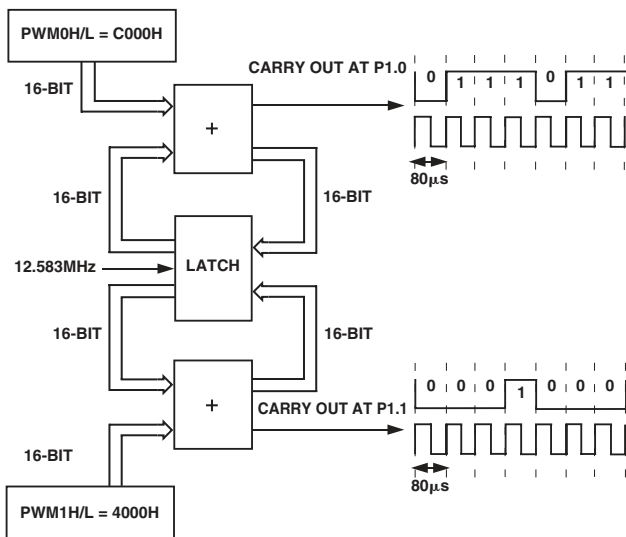 PWM0H/L = C000H
16-BIT
CARRY OUT AT P1.0
0 1 1 1 0 1 1
+
80µs
16-BIT
16-BIT
12.583MHz
LATCH
16-BIT
16-BIT
+
CARRY OUT AT P1.1
0 0 0 1 0 0 0
80µs
16-BIT
PWM1H/L = 4000H